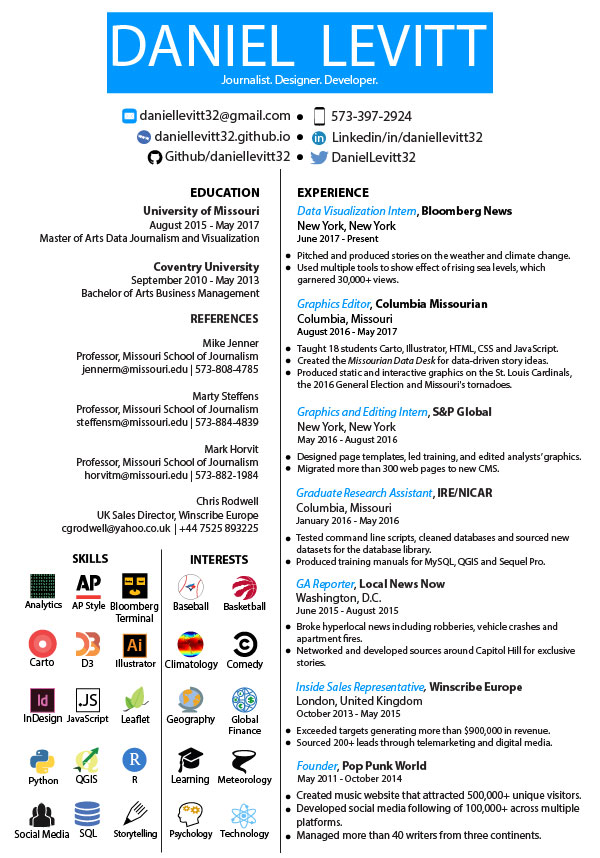 DANIEL LEVITT
Journalist. Designer. Developer.
daniellevitt32@gmail.com ● 573-397-2924
www daniellevitt32.github.io ● in Linkedin/in/daniellevitt32
Github/daniellevitt32 ● DanielLevitt32
EDUCATION
University of Missouri
August 2015 - May 2017
Master of Arts Data Journalism and Visualization
Coventry University
September 2010 - May 2013
Bachelor of Arts Business Management
REFERENCES
Mike Jenner
Professor, Missouri School of Journalism
jennerm@missouri.edu | 573-808-4785
Marty Steffens
Professor, Missouri School of Journalism
steffensm@missouri.edu | 573-884-4839
Mark Horvit
Professor, Missouri School of Journalism
horvitm@missouri.edu | 573-882-1984
Chris Rodwell
UK Sales Director, Winscribe Europe
cgrodwell@yahoo.co.uk | +44 7525 893225
SKILLS
AP
Analytics AP Style Bloomberg Terminal
D3 Ai
Carto D3 Illustrator
Id .JS
InDesign JavaScript Leaflet
R
Python QGIS R
Social Media SQL Storytelling
INTERESTS
Baseball Basketball
Climatology Comedy
Geography Global Finance
Learning Meteorology
Psychology Technology
EXPERIENCE
Data Visualization Intern, Bloomberg News
New York, New York
June 2017 - Present
● Pitched and produced stories on the weather and climate change.
● Used multiple tools to show effect of rising sea levels, which
garnered 30,000+ views.
Graphics Editor, Columbia Missourian
Columbia, Missouri
August 2016 - May 2017
● Taught 18 students Carto, Illustrator, HTML, CSS and JavaScript.
● Created the Missourian Data Desk for data-driven story ideas.
● Produced static and interactive graphics on the St. Louis Cardinals,
the 2016 General Election and Missouri's tornadoes.
Graphics and Editing Intern, S&P Global
New York, New York
May 2016 - August 2016
● Designed page templates, led training, and edited analysts' graphics.
● Migrated more than 300 web pages to new CMS.
Graduate Research Assistant, IRE/NICAR
Columbia, Missouri
January 2016 - May 2016
● Tested command line scripts, cleaned databases and sourced new
datasets for the database library.
● Produced training manuals for MySQL, QGIS and Sequel Pro.
GA Reporter, Local News Now
Washington, D.C.
June 2015 - August 2015
● Broke hyperlocal news including robberies, vehicle crashes and
apartment fires.
● Networked and developed sources around Capitol Hill for exclusive
stories.
Inside Sales Representative, Winscribe Europe
London, United Kingdom
October 2013 - May 2015
● Exceeded targets generating more than $900,000 in revenue.
● Sourced 200+ leads through telemarketing and digital media.
Founder, Pop Punk World
May 2011 - October 2014
● Created music website that attracted 500,000+ unique visitors.
● Developed social media following of 100,000+ across multiple
platforms.
● Managed more than 40 writers from three continents.